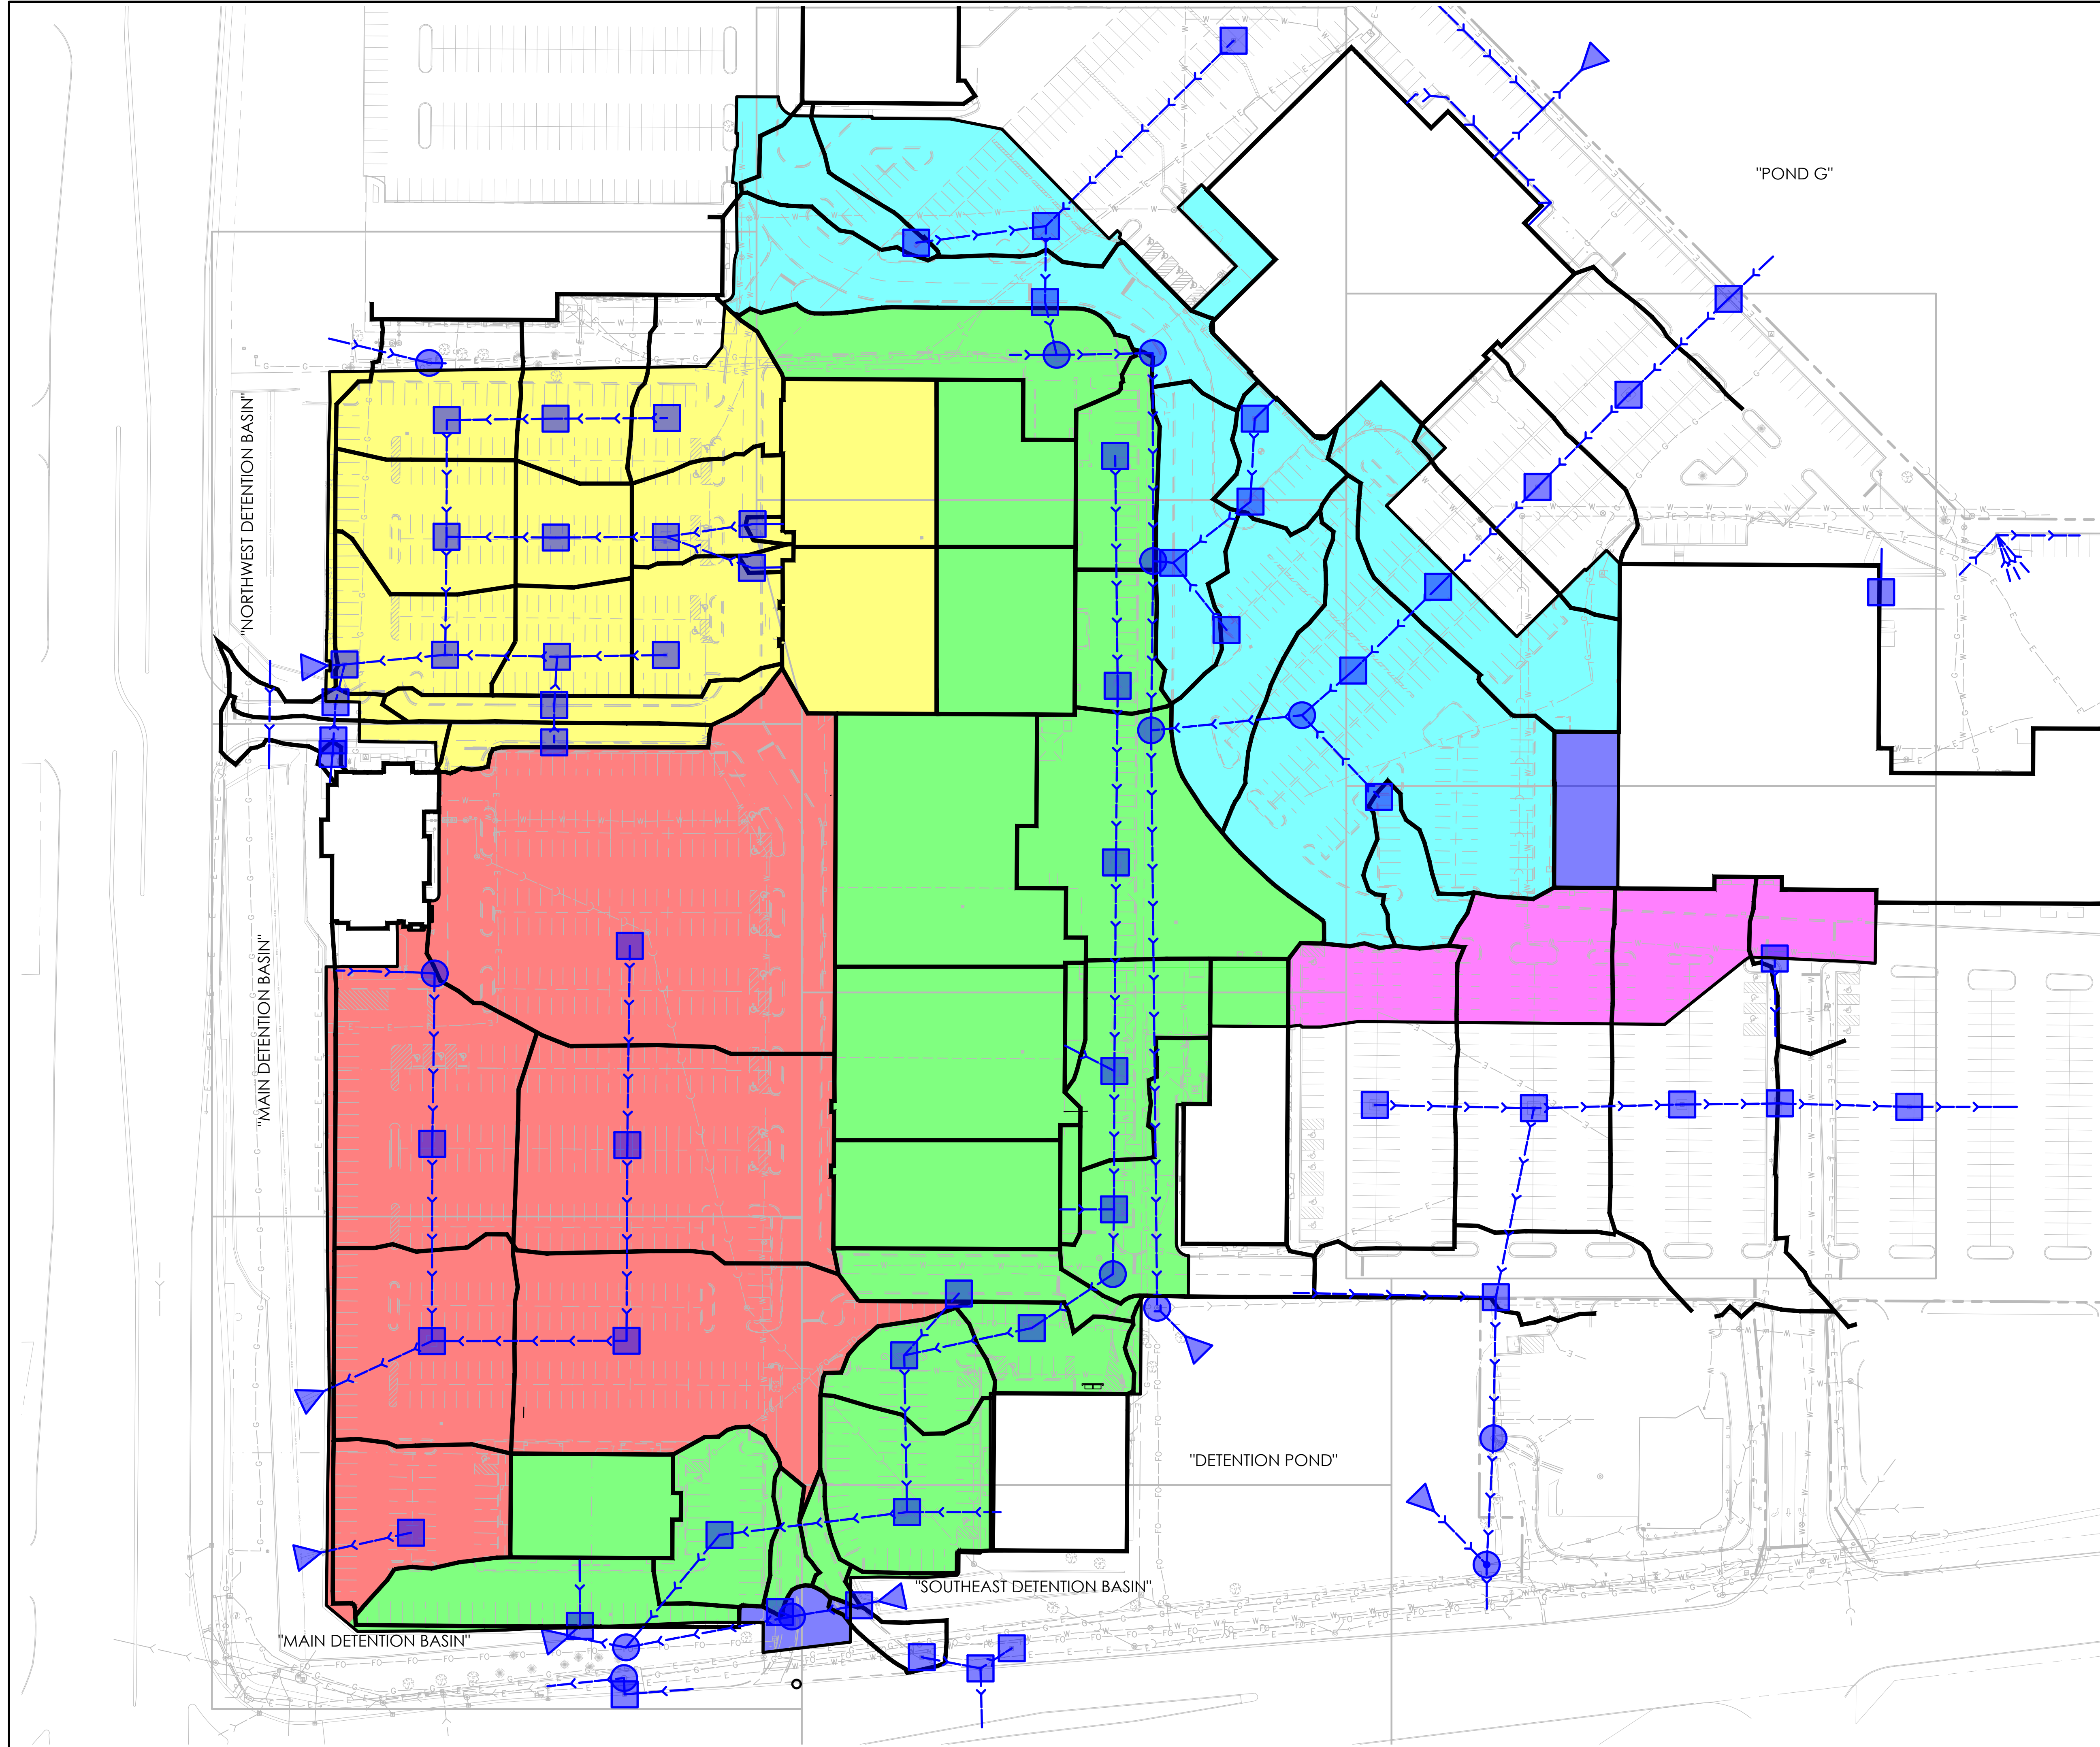 "POND G"
"NORTHWEST DETENTION BASIN"
"MAIN DETENTION BASIN"
"DETENTION POND"
"SOUTHEAST DETENTION BASIN"
"MAIN DETENTION BASIN"